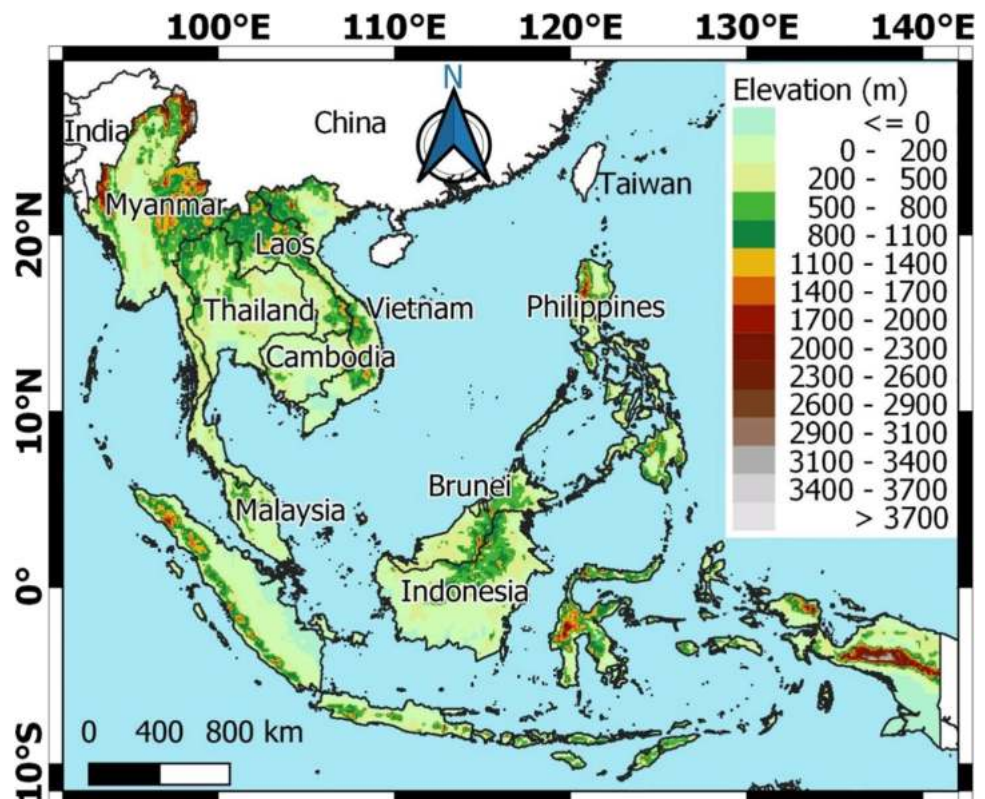 100°E 110°E 120°E 130°E 140°E
N
Elevation (m)
<= 0
0 - 200
200 - 500
500 - 800
800 - 1100
1100 - 1400
1400 - 1700
1700 - 2000
2000 - 2300
2300 - 2600
2600 - 2900
2900 - 3100
3100 - 3400
3400 - 3700
> 3700
India
China
Taiwan
Myanmar
20°N
Laos
Thailand
Vietnam
Philippines
Cambodia
10°N
Brunei
Malaysia
0°
Indonesia
0 400 800 km
10°S